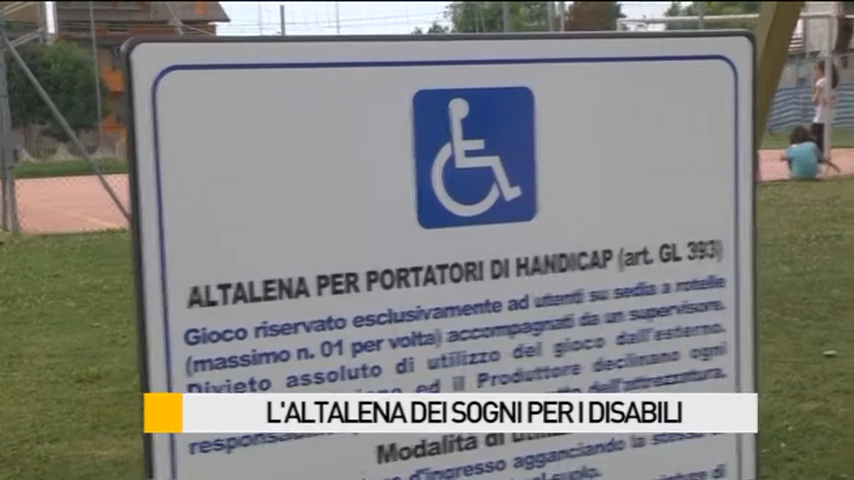 ALTALENA PER PORTATORI DI HANDICAP (art. GL 393)
Gioco riservato esclusivamente ad utenti su sedia a rotelle
(massimo n. 01 per volta) accompagnati da un supervisore.
Divieto assoluto di utilizzo del gioco dall'esterno.
ed il Produttore declinano ogni
dell'attrezzatura.
L'ALTALENA DEI SOGNI PER I DISABILI
Modalità di
d'ingresso agganciando la stessa